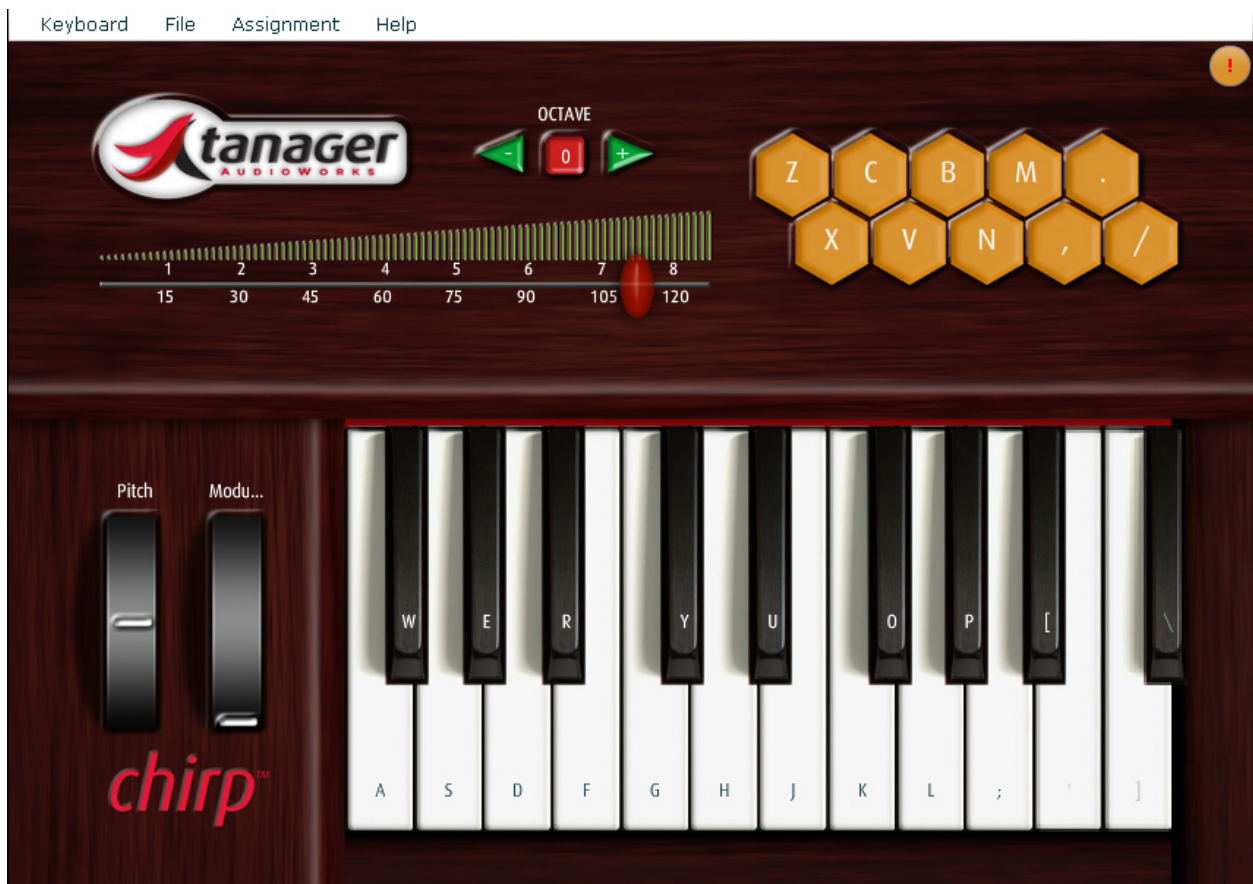 Keyboard File Assignment Help
!
tanager
AUDIOWORKS
OCTAVE
- 0 +
Z C B M .
X V N , /
1 2 3 4 5 6 7 8
15 30 45 60 75 90 105 120
Pitch Modu...
W E R Y U O P [ \
A S D F G H J K L ; ' ]
chirp™